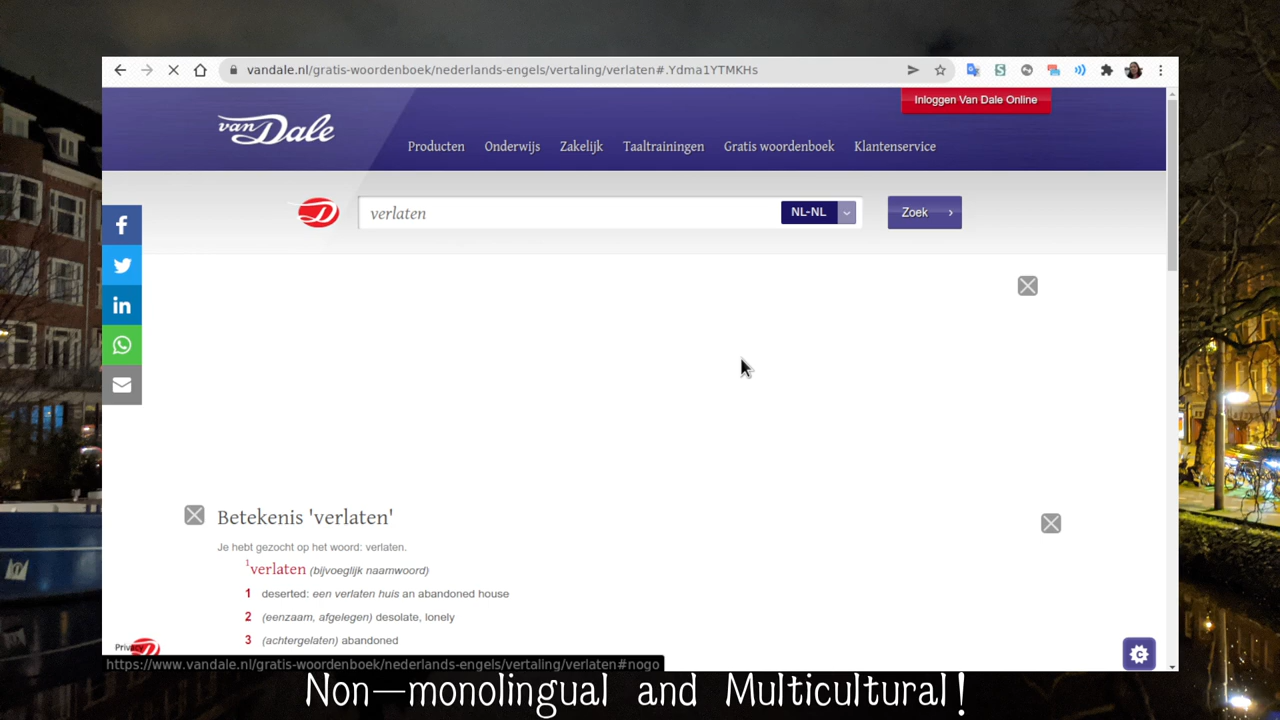 vandale.nl/gratis-woordenboek/nederlands-engels/vertaling/verlaten#.Ydma1YTMKHs
Inloggen Van Dale Online
van Dale
Producten Onderwijs Zakelijk Taaltrainingen Gratis woordenboek Klantenservice
verlaten NL-NL Zoek ›
Betekenis 'verlaten'
Je hebt gezocht op het woord: verlaten.
1verlaten (bijvoeglijk naamwoord)
1 deserted: een verlaten huis an abandoned house
2 (eenzaam, afgelegen) desolate, lonely
3 (achtergelaten) abandoned
https://www.vandale.nl/gratis-woordenboek/nederlands-engels/vertaling/verlaten#nogo
Non-monolingual and Multicultural!